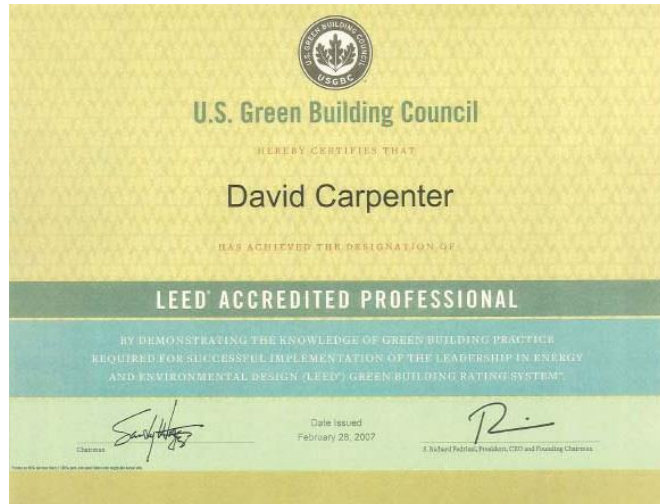 U.S. GREEN BUILDING COUNCIL
USGBC
U.S. Green Building Council
HEREBY CERTIFIES THAT
David Carpenter
HAS ACHIEVED THE DESIGNATION OF
LEED® ACCREDITED PROFESSIONAL
BY DEMONSTRATING THE KNOWLEDGE OF GREEN BUILDING PRACTICE
REQUIRED FOR SUCCESSFUL IMPLEMENTATION OF THE LEADERSHIP IN ENERGY
AND ENVIRONMENTAL DESIGN (LEED®) GREEN BUILDING RATING SYSTEM™.
Date Issued
February 28, 2007
Chairman
S. Richard Fedrizzi, President, CEO and Founding Chairman